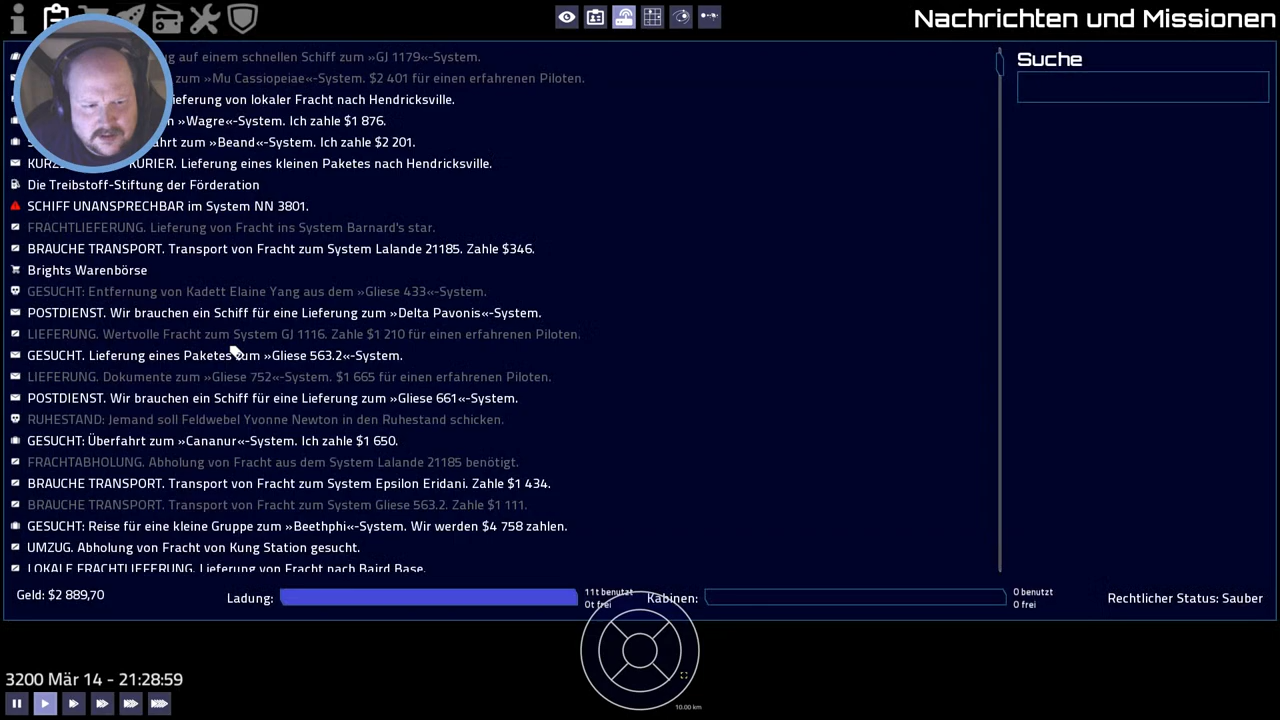 Nachrichten und Missionen
Suche
g auf einem schnellen Schiff zum »GJ 1179«-System.
zum »Mu Cassiopeiae«-System. $2 401 für einen erfahrenen Piloten.
ieferung von lokaler Fracht nach Hendricksville.
»Wagre«-System. Ich zahle $1 876.
hrt zum »Beand«-System. Ich zahle $2 201.
KURIER. Lieferung eines kleinen Paketes nach Hendricksville.
Die Treibstoff-Stiftung der Förderation
SCHIFF UNANSPRECHBAR im System NN 3801.
FRACHTLIEFERUNG. Lieferung von Fracht ins System Barnard's star.
BRAUCHE TRANSPORT. Transport von Fracht zum System Lalande 21185. Zahle $346.
Brights Warenbörse
GESUCHT: Entfernung von Kadett Elaine Yang aus dem »Gliese 433«-System.
POSTDIENST. Wir brauchen ein Schiff für eine Lieferung zum »Delta Pavonis«-System.
LIEFERUNG. Wertvolle Fracht zum System GJ 1116. Zahle $1 210 für einen erfahrenen Piloten.
GESUCHT. Lieferung eines Paketes zum »Gliese 563.2«-System.
LIEFERUNG. Dokumente zum »Gliese 752«-System. $1 665 für einen erfahrenen Piloten.
POSTDIENST. Wir brauchen ein Schiff für eine Lieferung zum »Gliese 661«-System.
RUHESTAND: Jemand soll Feldwebel Yvonne Newton in den Ruhestand schicken.
GESUCHT: Überfahrt zum »Cananur«-System. Ich zahle $1 650.
FRACHTABHOLUNG. Abholung von Fracht aus dem System Lalande 21185 benötigt.
BRAUCHE TRANSPORT. Transport von Fracht zum System Epsilon Eridani. Zahle $1 434.
BRAUCHE TRANSPORT. Transport von Fracht zum System Gliese 563.2. Zahle $1 111.
GESUCHT: Reise für eine kleine Gruppe zum »Beethphi«-System. Wir werden $4 758 zahlen.
UMZUG. Abholung von Fracht von Kung Station gesucht.
LOKALE FRACHTLIEFERUNG. Lieferung von Fracht nach Baird Base.
Geld: $2 889,70
Ladung:
11t benutzt
0t frei
Kabinen:
0 benutzt
0 frei
Rechtlicher Status: Sauber
3200 Mär 14 - 21:28:59
10.00 km